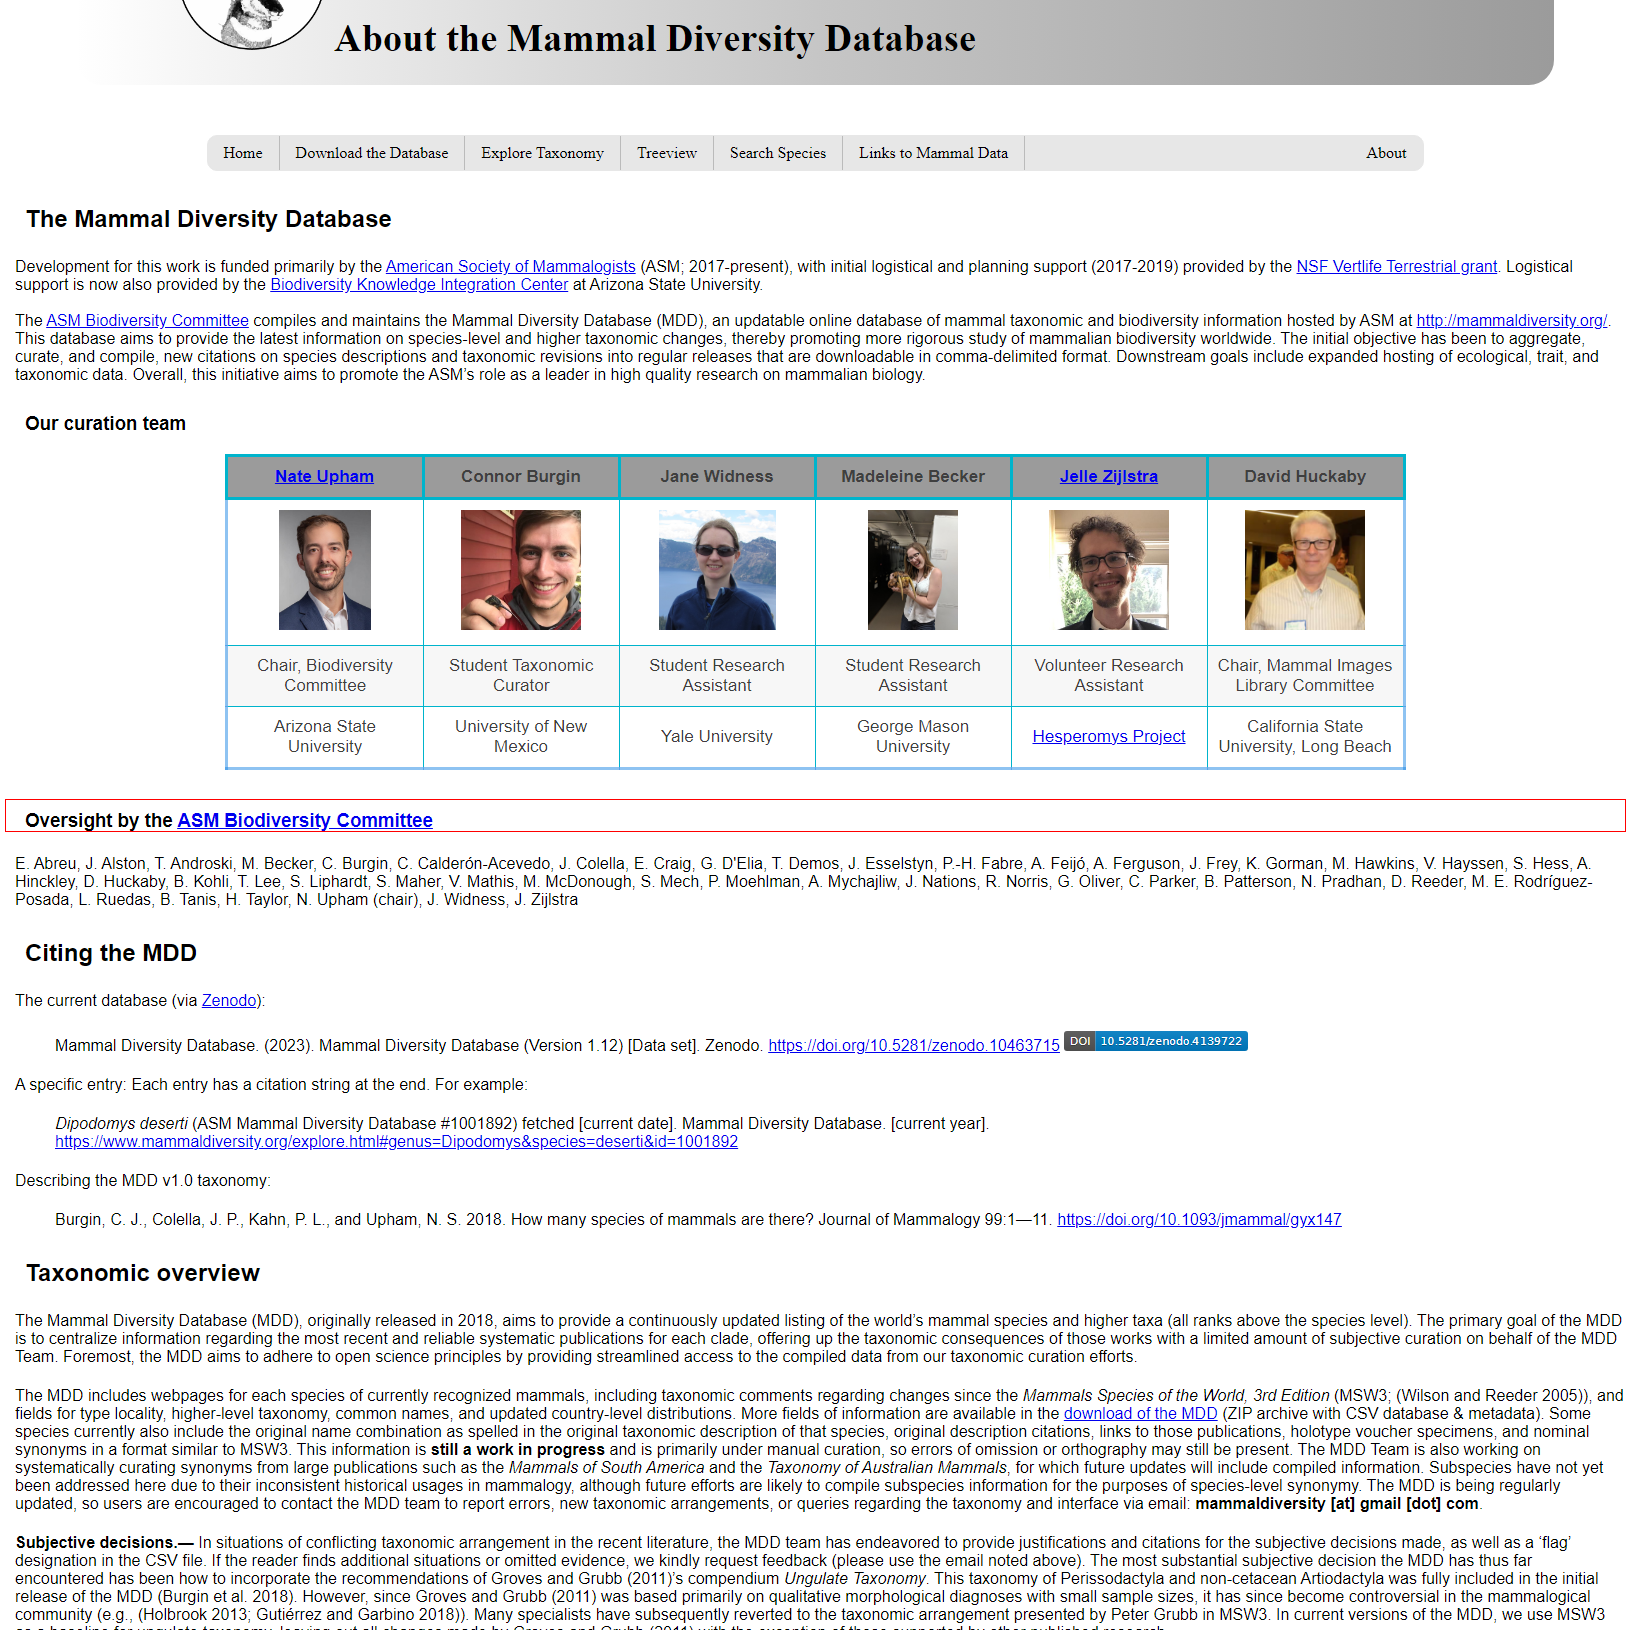 About the Mammal Diversity Database
Home
Download the Database
Explore Taxonomy
Treeview
Search Species
Links to Mammal Data
About
The Mammal Diversity Database
Development for this work is funded primarily by the American Society of Mammalogists (ASM; 2017-present), with initial logistical and planning support (2017-2019) provided by the NSF Vertlife Terrestrial grant. Logistical
support is now also provided by the Biodiversity Knowledge Integration Center at Arizona State University.
The ASM Biodiversity Committee compiles and maintains the Mammal Diversity Database (MDD), an updatable online database of mammal taxonomic and biodiversity information hosted by ASM at http://mammaldiversity.org/.
This database aims to provide the latest information on species-level and higher taxonomic changes, thereby promoting more rigorous study of mammalian biodiversity worldwide. The initial objective has been to aggregate,
curate, and compile, new citations on species descriptions and taxonomic revisions into regular releases that are downloadable in comma-delimited format. Downstream goals include expanded hosting of ecological, trait, and
taxonomic data. Overall, this initiative aims to promote the ASM’s role as a leader in high quality research on mammalian biology.
Our curation team
Nate Upham
Connor Burgin
Jane Widness
Madeleine Becker
Jelle Zijlstra
David Huckaby
Chair, Biodiversity
Committee
Student Taxonomic
Curator
Student Research
Assistant
Student Research
Assistant
Volunteer Research
Assistant
Chair, Mammal Images
Library Committee
Arizona State
University
University of New
Mexico
Yale University
George Mason
University
Hesperomys Project
California State
University, Long Beach
Oversight by the ASM Biodiversity Committee
E. Abreu, J. Alston, T. Androski, M. Becker, C. Burgin, C. Calderón-Acevedo, J. Colella, E. Craig, G. D'Elia, T. Demos, J. Esselstyn, P.-H. Fabre, A. Feijó, A. Ferguson, J. Frey, K. Gorman, M. Hawkins, V. Hayssen, S. Hess, A.
Hinckley, D. Huckaby, B. Kohli, T. Lee, S. Liphardt, S. Maher, V. Mathis, M. McDonough, S. Mech, P. Moehlman, A. Mychajliw, J. Nations, R. Norris, G. Oliver, C. Parker, B. Patterson, N. Pradhan, D. Reeder, M. E. Rodríguez-
Posada, L. Ruedas, B. Tanis, H. Taylor, N. Upham (chair), J. Widness, J. Zijlstra
Citing the MDD
The current database (via Zenodo):
Mammal Diversity Database. (2023). Mammal Diversity Database (Version 1.12) [Data set]. Zenodo. https://doi.org/10.5281/zenodo.10463715 DOI 10.5281/zenodo.4139722
A specific entry: Each entry has a citation string at the end. For example:
Dipodomys deserti (ASM Mammal Diversity Database #1001892) fetched [current date]. Mammal Diversity Database. [current year].
https://www.mammaldiversity.org/explore.html#genus=Dipodomys&species=deserti&id=1001892
Describing the MDD v1.0 taxonomy:
Burgin, C. J., Colella, J. P., Kahn, P. L., and Upham, N. S. 2018. How many species of mammals are there? Journal of Mammalogy 99:1—11. https://doi.org/10.1093/jmammal/gyx147
Taxonomic overview
The Mammal Diversity Database (MDD), originally released in 2018, aims to provide a continuously updated listing of the world’s mammal species and higher taxa (all ranks above the species level). The primary goal of the MDD
is to centralize information regarding the most recent and reliable systematic publications for each clade, offering up the taxonomic consequences of those works with a limited amount of subjective curation on behalf of the MDD
Team. Foremost, the MDD aims to adhere to open science principles by providing streamlined access to the compiled data from our taxonomic curation efforts.
The MDD includes webpages for each species of currently recognized mammals, including taxonomic comments regarding changes since the Mammals Species of the World, 3rd Edition (MSW3; (Wilson and Reeder 2005)), and
fields for type locality, higher-level taxonomy, common names, and updated country-level distributions. More fields of information are available in the download of the MDD (ZIP archive with CSV database & metadata). Some
species currently also include the original name combination as spelled in the original taxonomic description of that species, original description citations, links to those publications, holotype voucher specimens, and nominal
synonyms in a format similar to MSW3. This information is still a work in progress and is primarily under manual curation, so errors of omission or orthography may still be present. The MDD Team is also working on
systematically curating synonyms from large publications such as the Mammals of South America and the Taxonomy of Australian Mammals, for which future updates will include compiled information. Subspecies have not yet
been addressed here due to their inconsistent historical usages in mammalogy, although future efforts are likely to compile subspecies information for the purposes of species-level synonymy. The MDD is being regularly
updated, so users are encouraged to contact the MDD team to report errors, new taxonomic arrangements, or queries regarding the taxonomy and interface via email: mammaldiversity [at] gmail [dot] com.
Subjective decisions.— In situations of conflicting taxonomic arrangement in the recent literature, the MDD team has endeavored to provide justifications and citations for the subjective decisions made, as well as a ‘flag’
designation in the CSV file. If the reader finds additional situations or omitted evidence, we kindly request feedback (please use the email noted above). The most substantial subjective decision the MDD has thus far
encountered has been how to incorporate the recommendations of Groves and Grubb (2011)’s compendium Ungulate Taxonomy. This taxonomy of Perissodactyla and non-cetacean Artiodactyla was fully included in the initial
release of the MDD (Burgin et al. 2018). However, since Groves and Grubb (2011) was based primarily on qualitative morphological diagnoses with small sample sizes, it has since become controversial in the mammalogical
community (e.g., (Holbrook 2013; Gutiérrez and Garbino 2018)). Many specialists have subsequently reverted to the taxonomic arrangement presented by Peter Grubb in MSW3. In current versions of the MDD, we use MSW3
as a baseline for ungulate taxonomy, leaving out all changes made by Groves and Grubb (2011) with the exception of those supported by other published research.